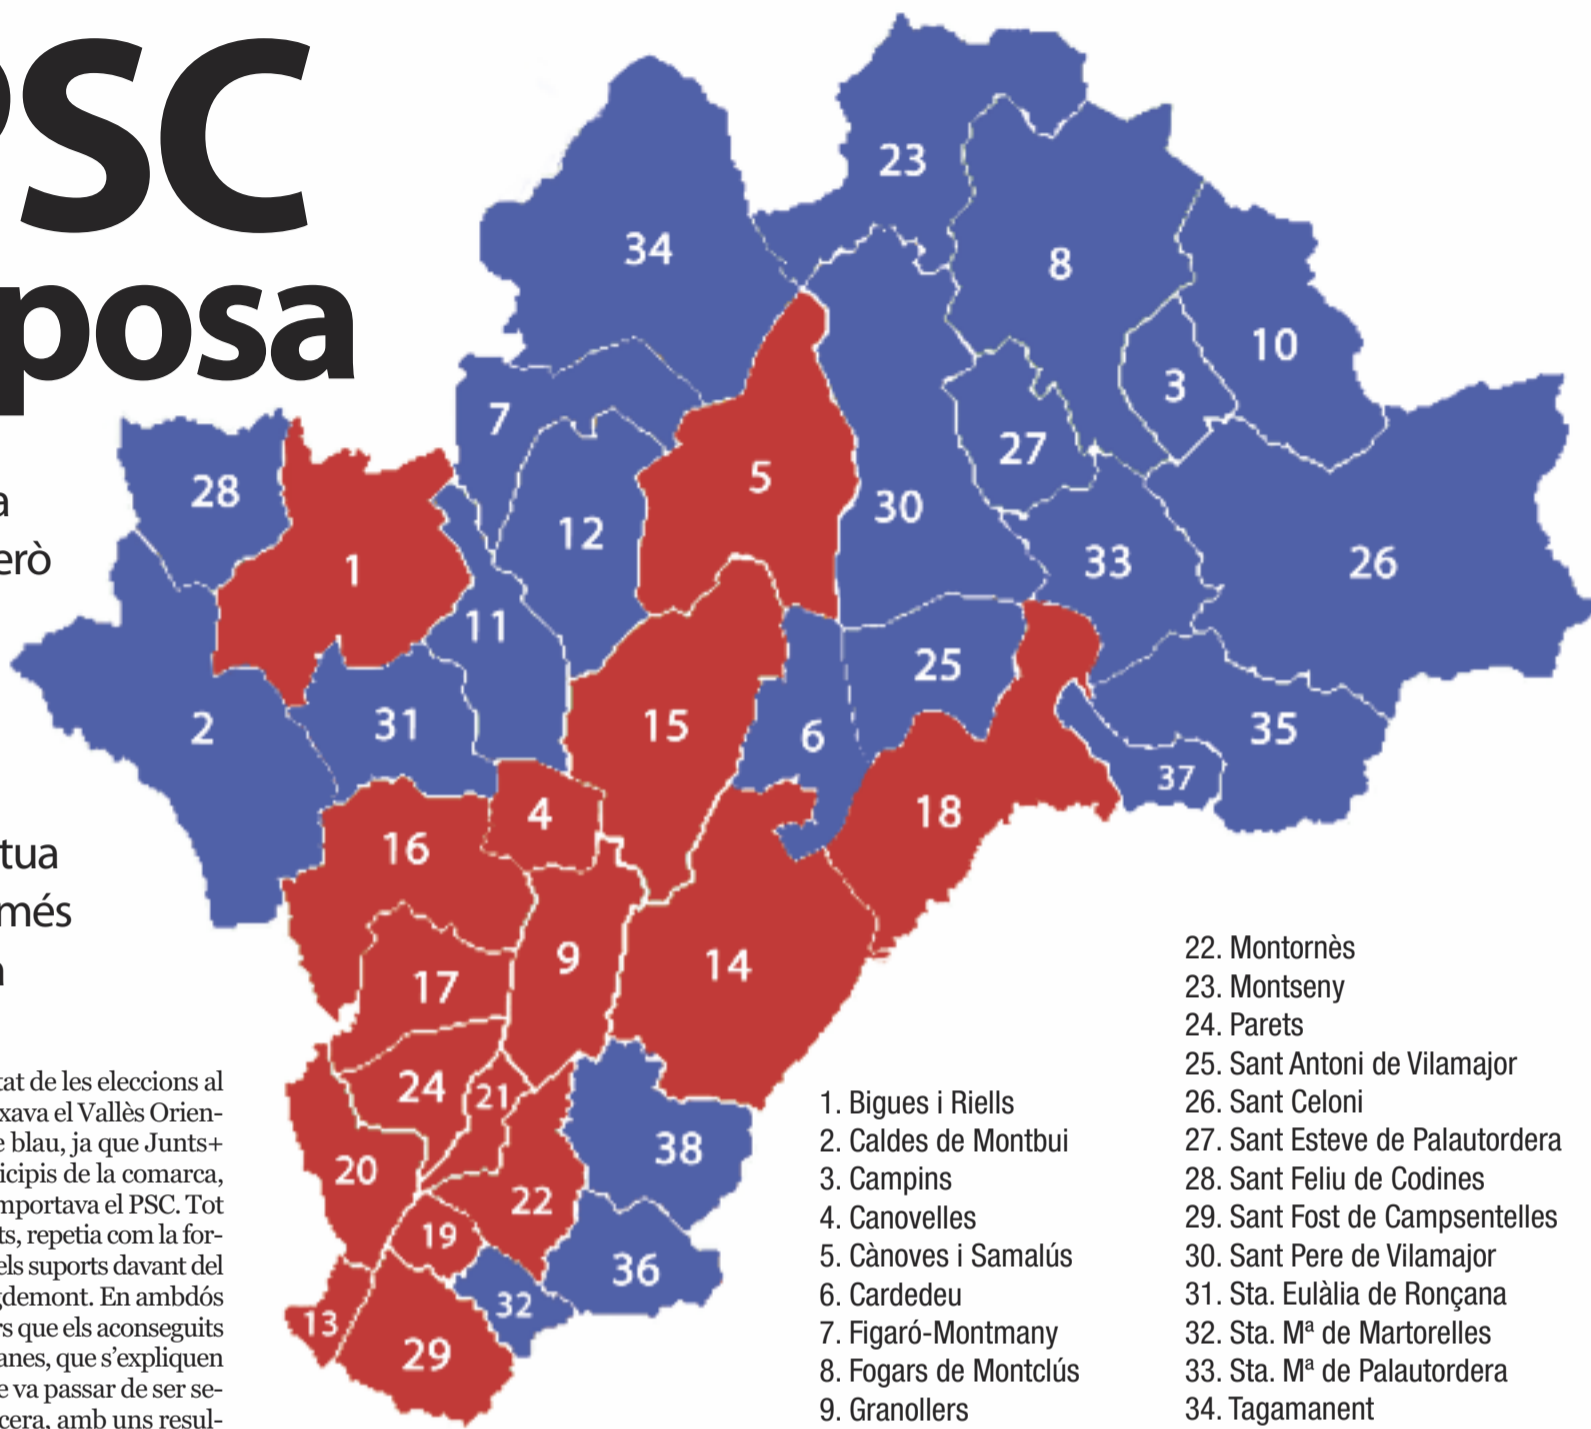 PSC
posa
a
erò
tua
més
a
tat de les eleccions al
xava el Vallès Orien-
e blau, ja que Junts+
icipis de la comarca,
mportava el PSC. Tot
ts, repetia com la for-
els suports davant del
gdemont. En ambdós
rs que els aconseguits
anes, que s'expliquen
e va passar de ser se-
cera, amb uns resul-
34
23
8
10
3
7
27
28
5
30
12
1
33
26
11
25
31
15
2
6
35
37
18
4
16
9
14
17
24
21
38
20
22
19
36
32
13
29
1. Bigues i Riells
2. Caldes de Montbui
3. Campins
4. Canovelles
5. Cànoves i Samalús
6. Cardedeu
7. Figaró-Montmany
8. Fogars de Montclús
9. Granollers
22. Montornès
23. Montseny
24. Parets
25. Sant Antoni de Vilamajor
26. Sant Celoni
27. Sant Esteve de Palautordera
28. Sant Feliu de Codines
29. Sant Fost de Campsentelles
30. Sant Pere de Vilamajor
31. Sta. Eulàlia de Ronçana
32. Sta. Mª de Martorelles
33. Sta. Mª de Palautordera
34. Tagamanent